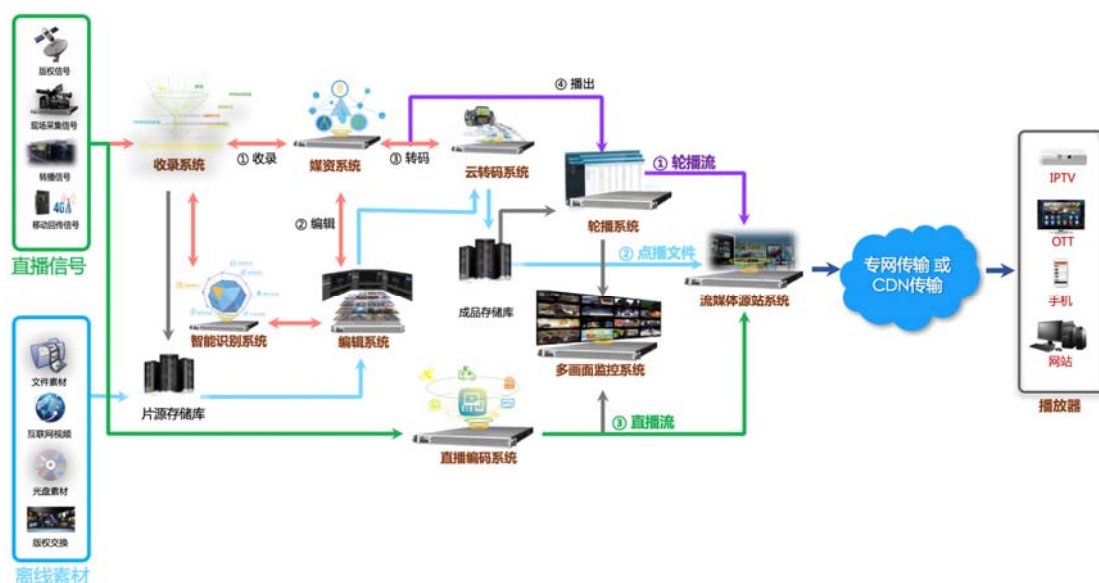 版权信号
现场采集信号
转播信号
4G
移动回传信号
直播信号
文件素材
互联网视频
光盘素材
版权交换
离线素材
收录系统
① 收录
媒资系统
③ 转码
云转码系统
④ 播出
轮播系统
① 轮播流
② 编辑
智能识别系统
编辑系统
成品存储库
② 点播文件
流媒体源站系统
片源存储库
多画面监控系统
直播编码系统
③ 直播流
专网传输 或
CDN传输
IPTV
OTT
手机
网站
播放器